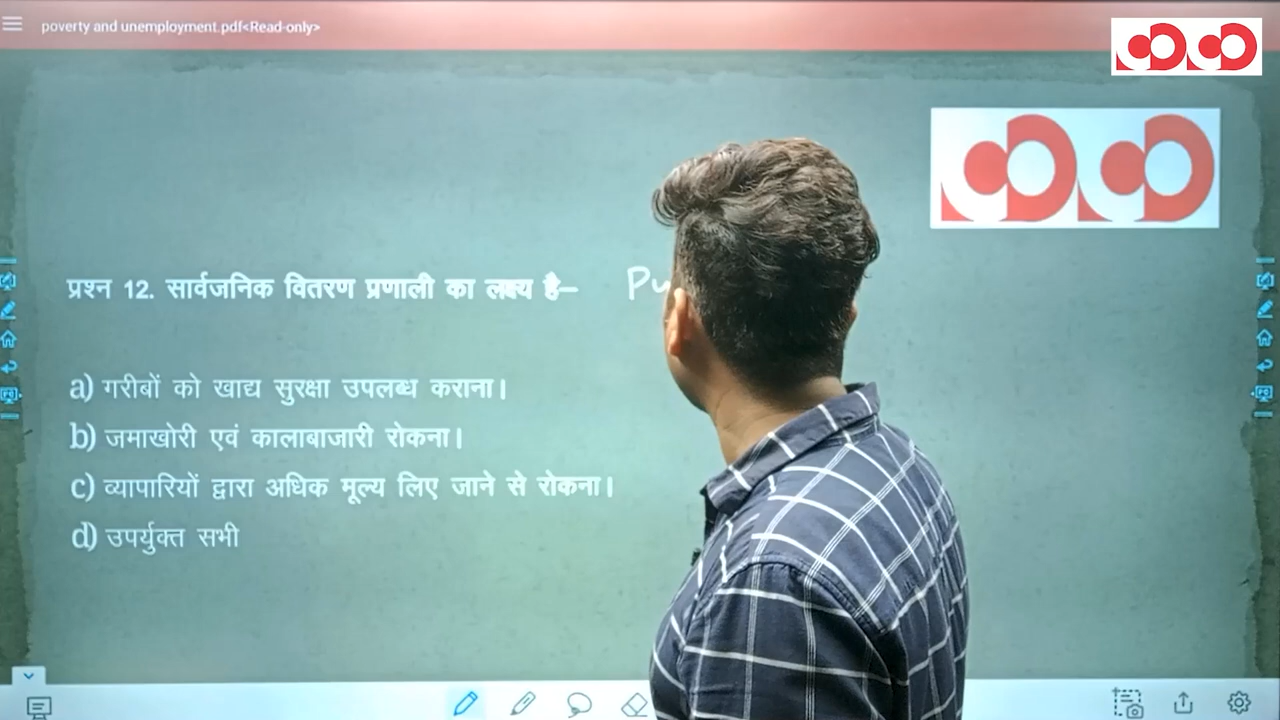 poverty and unemployment.pdf<Read-only>
प्रश्न 12. सार्वजनिक वितरण प्रणाली का लक्ष्य है– Pu
a) गरीबों को खाद्य सुरक्षा उपलब्ध कराना।
b) जमाखोरी एवं कालाबाजारी रोकना।
c) व्यापारियों द्वारा अधिक मूल्य लिए जाने से रोकना।
d) उपर्युक्त सभी